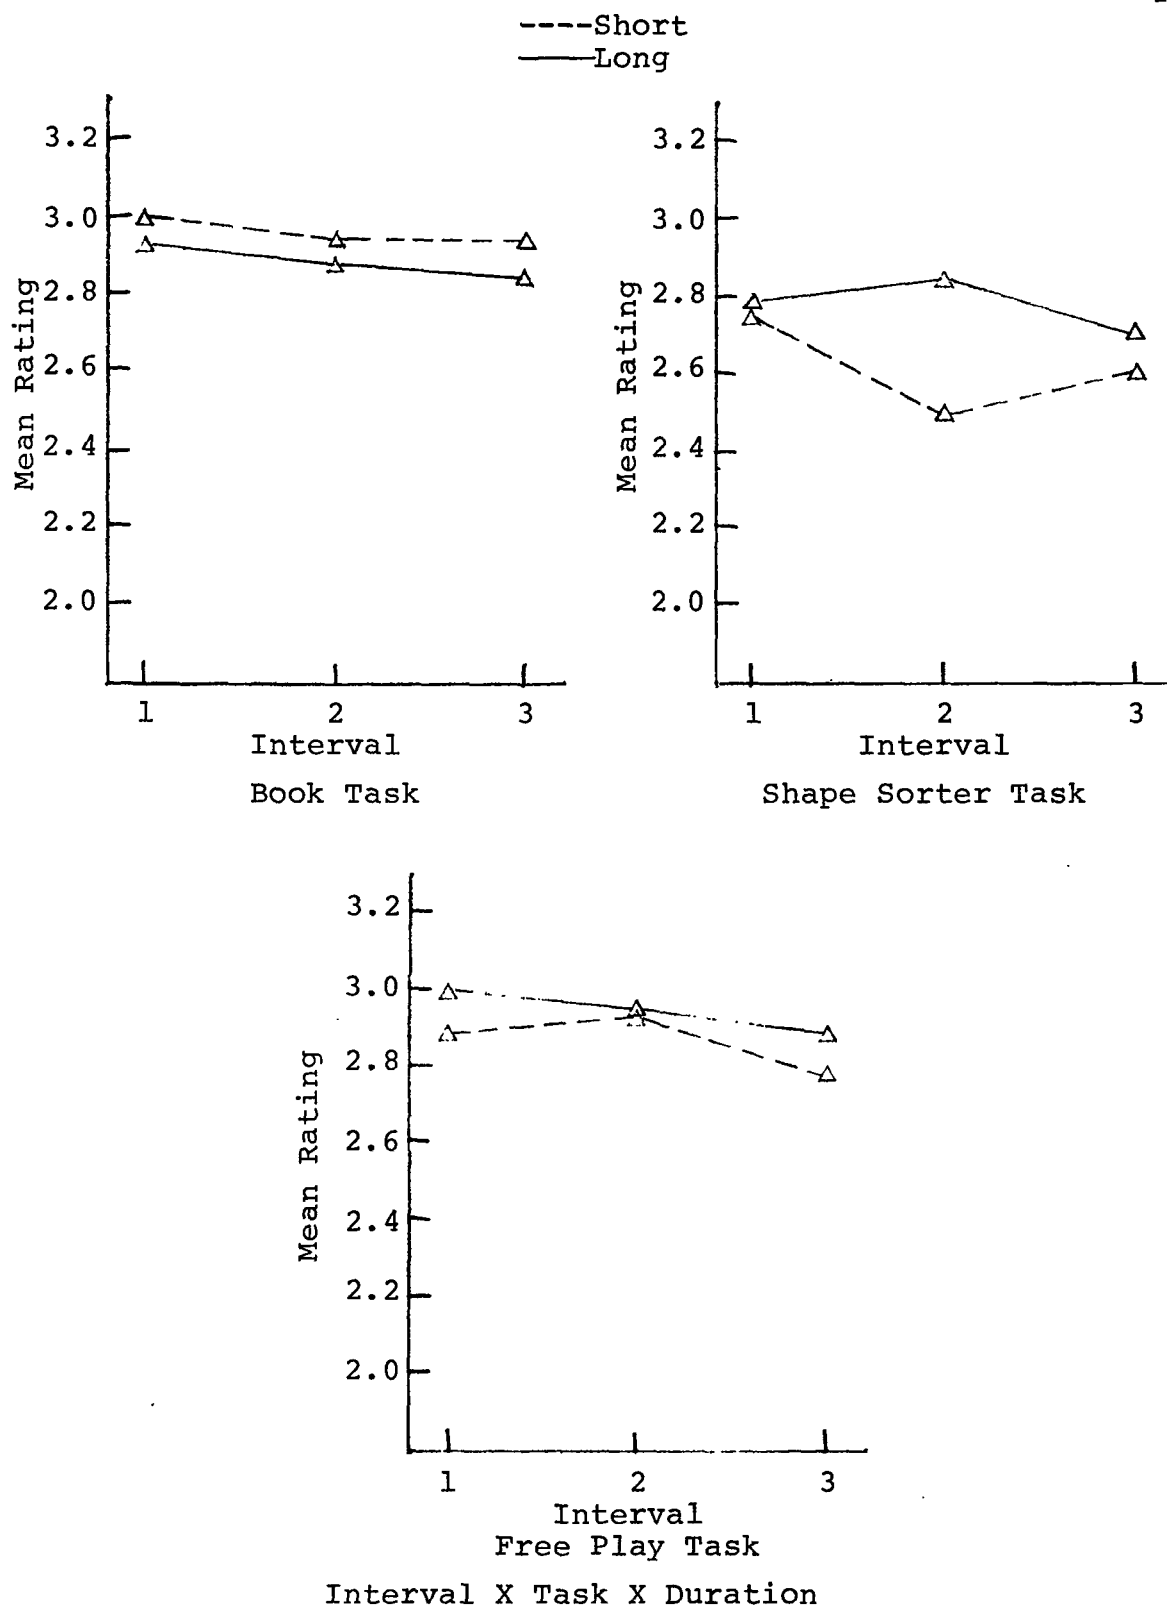 ----Short
——Long
3.2
3.0
2.8
2.6
2.4
2.2
2.0
Mean Rating
1 2 3
Interval
Book Task
3.2
3.0
2.8
2.6
2.4
2.2
2.0
Mean Rating
1 2 3
Interval
Shape Sorter Task
3.2
3.0
2.8
2.6
2.4
2.2
2.0
Mean Rating
1 2 3
Interval
Free Play Task
Interval X Task X Duration